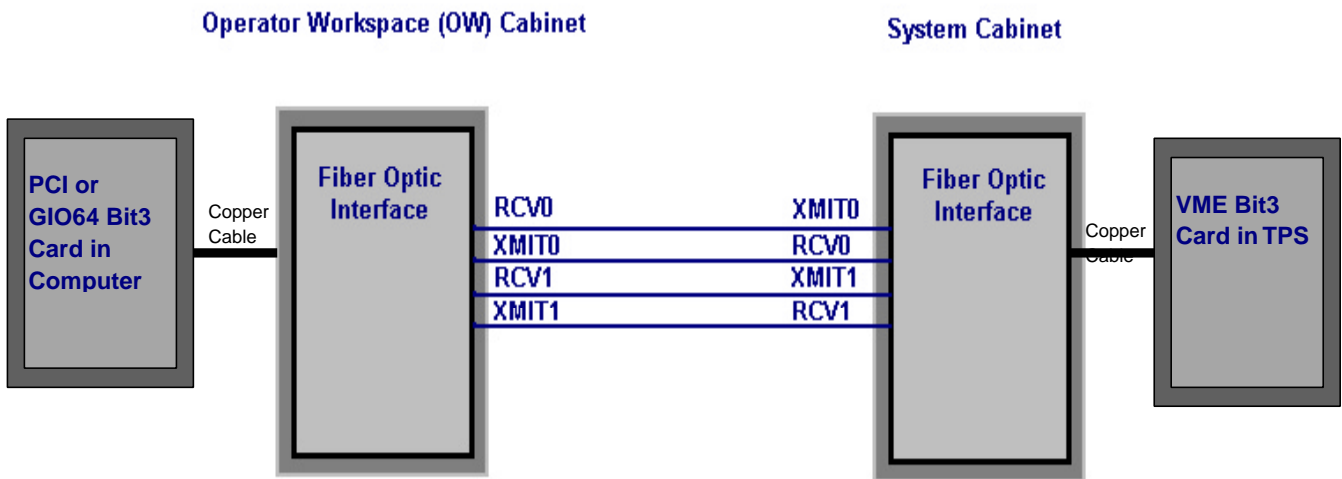 Operator Workspace (OW) Cabinet
System Cabinet
PCI or
GIO64 Bit3
Card in
Computer
Copper
Cable
Fiber Optic
Interface
RCV0
XMIT0
RCV1
XMIT1
XMIT0
RCV0
XMIT1
RCV1
Fiber Optic
Interface
Copper
Cable
VME Bit3
Card in TPS